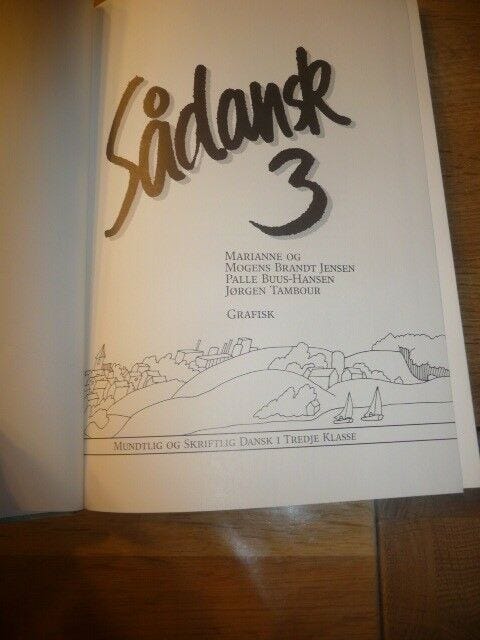 Sådansk
3
Marianne og
Mogens Brandt Jensen
Palle Buus-Hansen
Jørgen Tambour
Grafisk
Mundtlig og Skriftlig Dansk i Tredje Klasse